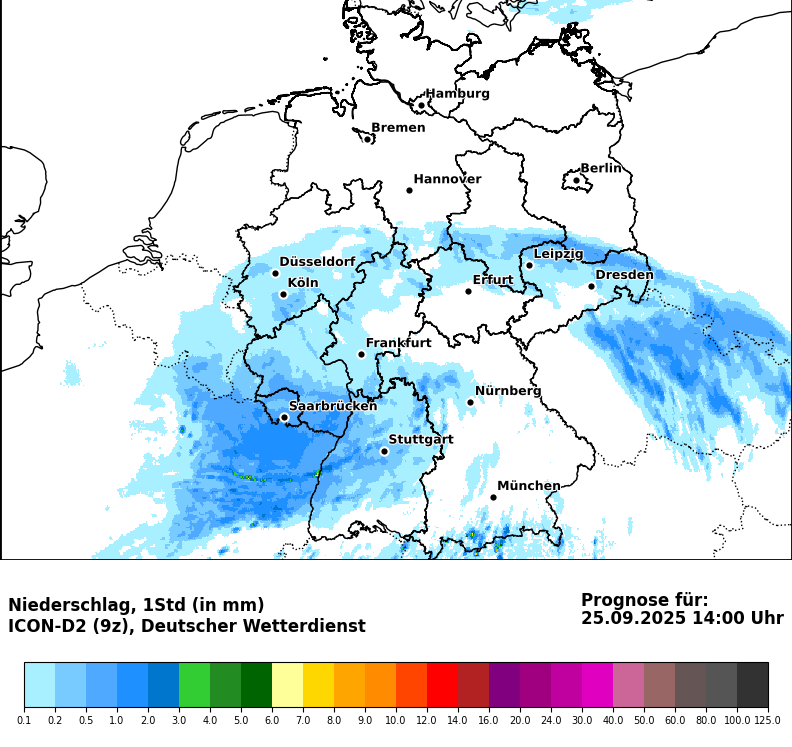 Hamburg
Bremen
Berlin
Hannover
Leipzig
Düsseldorf
Dresden
Köln
Erfurt
Frankfurt
Nürnberg
Saarbrücken
Stuttgart
München
Niederschlag, 1Std (in mm)
ICON-D2 (9z), Deutscher Wetterdienst
Prognose für:
25.09.2025 14:00 Uhr
0.1 0.2 0.5 1.0 2.0 3.0 4.0 5.0 6.0 7.0 8.0 9.0 10.0 12.0 14.0 16.0 20.0 24.0 30.0 40.0 50.0 60.0 80.0 100.0 125.0